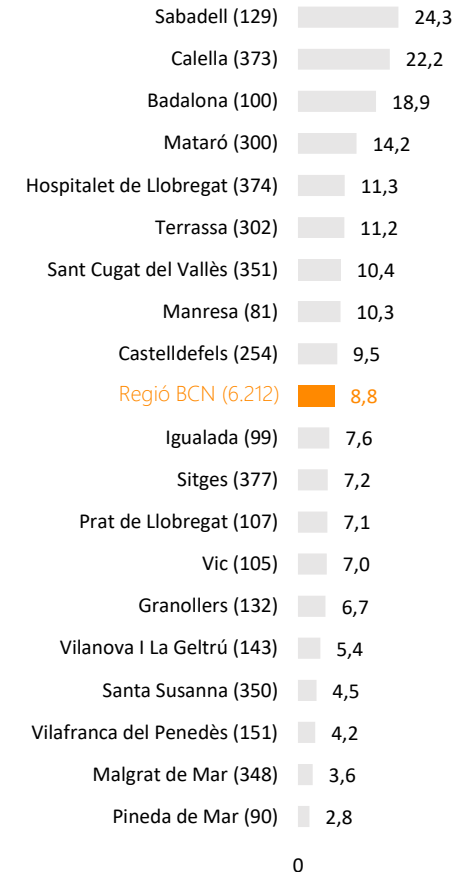 Sabadell (129) 24,3
Calella (373) 22,2
Badalona (100) 18,9
Mataró (300) 14,2
Hospitalet de Llobregat (374) 11,3
Terrassa (302) 11,2
Sant Cugat del Vallès (351) 10,4
Manresa (81) 10,3
Castelldefels (254) 9,5
Regió BCN (6.212) 8,8
Igualada (99) 7,6
Sitges (377) 7,2
Prat de Llobregat (107) 7,1
Vic (105) 7,0
Granollers (132) 6,7
Vilanova I La Geltrú (143) 5,4
Santa Susanna (350) 4,5
Vilafranca del Penedès (151) 4,2
Malgrat de Mar (348) 3,6
Pineda de Mar (90) 2,8
0